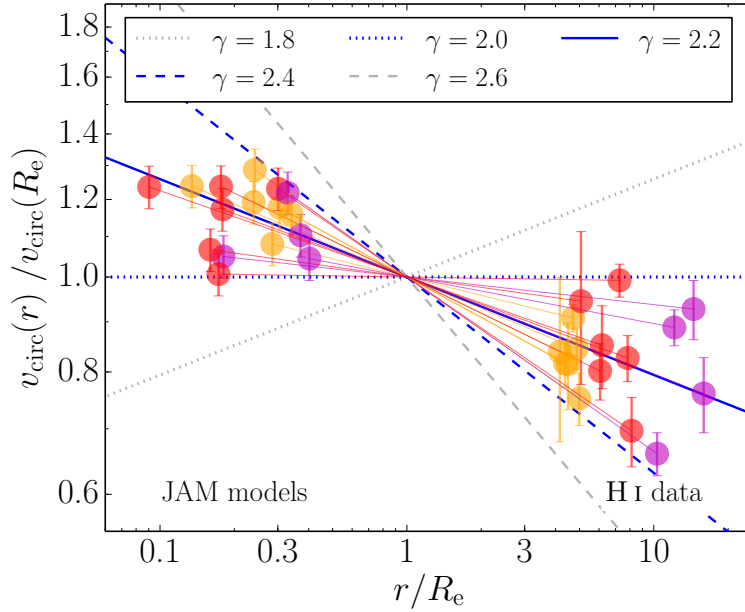 γ = 1.8 γ = 2.0 γ = 2.2
γ = 2.4 γ = 2.6
1.8
1.6
1.4
1.2
1.0
0.8
0.6
v_circ(r) / v_circ(R_e)
JAM models
H I data
0.1 0.3 1 3 10
r/R_e